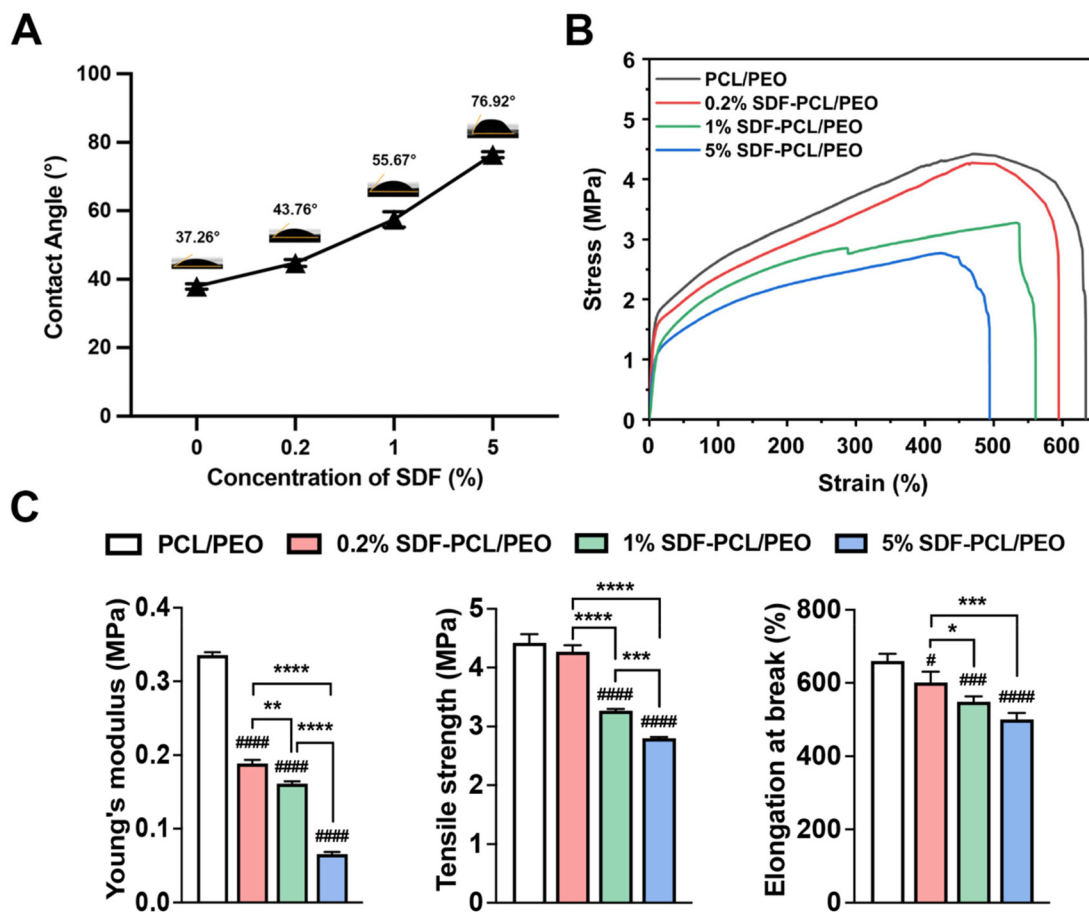 A
Contact Angle (°)
100
80
60
40
20
0
37.26°
43.76°
55.67°
76.92°
0 0.2 1 5
Concentration of SDF (%)
B
Stress (MPa)
6
5
4
3
2
1
0
PCL/PEO
0.2% SDF-PCL/PEO
1% SDF-PCL/PEO
5% SDF-PCL/PEO
0 100 200 300 400 500 600
Strain (%)
C
PCL/PEO 0.2% SDF-PCL/PEO 1% SDF-PCL/PEO 5% SDF-PCL/PEO
Young's modulus (MPa)
0.4
0.3
0.2
0.1
0.0
****
** ****
#### #### ####
Tensile strength (MPa)
5
4
3
2
1
0
****
****
***
#### ####
Elongation at break (%)
800
600
400
200
0
***
*
# ### ####